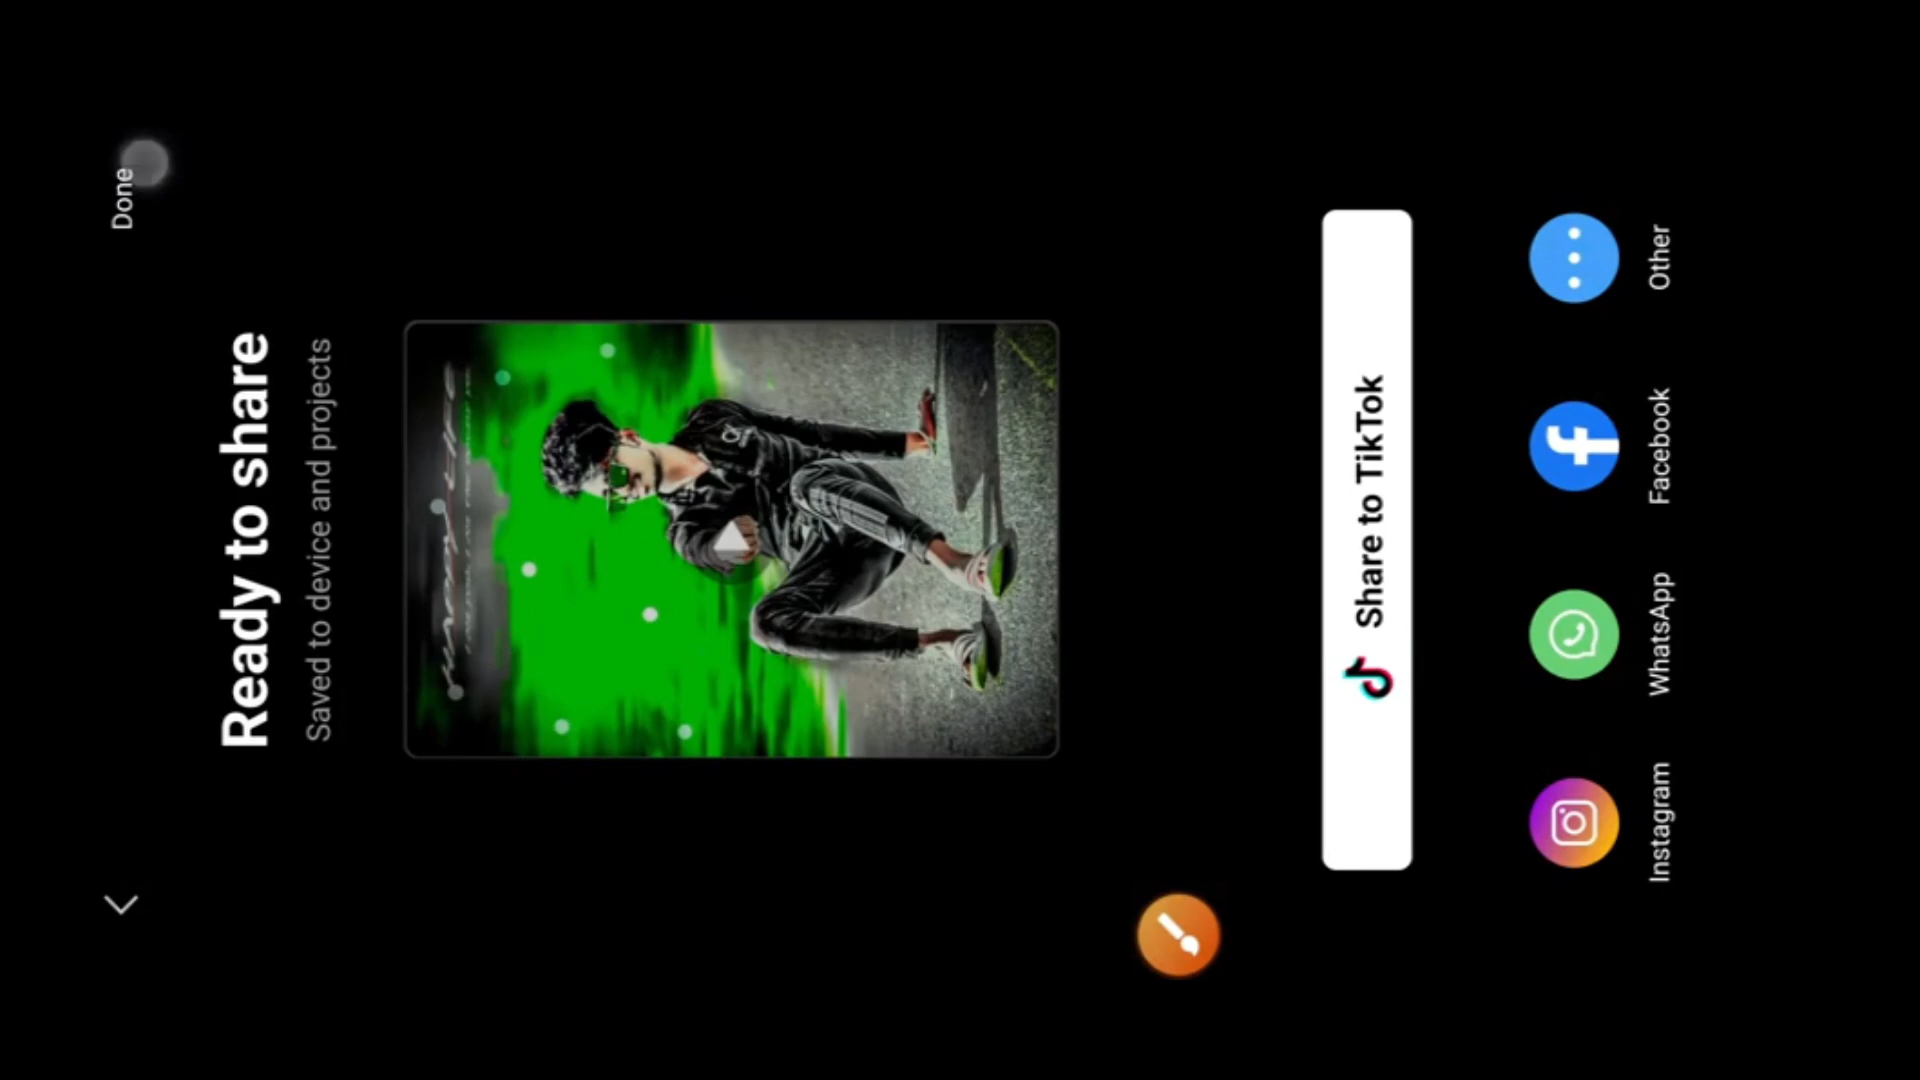 Done
Ready to share
Saved to device and projects
Share to TikTok
Instagram
WhatsApp
Facebook
Other